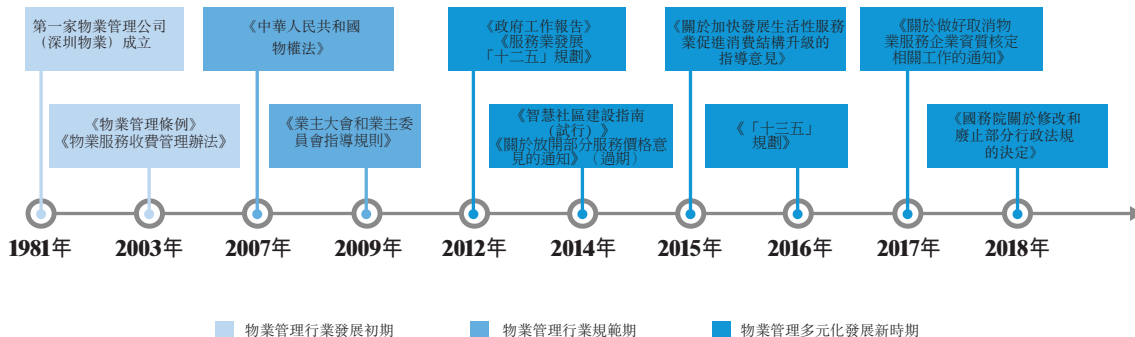 第一家物業管理公司
(深圳物業) 成立
《中華人民共和國
物權法》
《政府工作報告》
《服務業發展
「十二五」規劃》
《關於加快發展生活性服務
業促進消費結構升級的
指導意見》
《關於做好取消物
業服務企業資質核定
相關工作的通知》
《物業管理條例》
《物業服務收費管理辦法》
《業主大會和業主委
員會指導規則》
《智慧社區建設指南
(試行) 》
《關於放開部分服務價格意
見的通知》 (過期)
《「十三五」
規劃》
《國務院關於修改和
廢止部分行政法規
的決定》
1981年
2003年
2007年
2009年
2012年
2014年
2015年
2016年
2017年
2018年
物業管理行業發展初期
物業管理行業規範期
物業管理多元化發展新時期